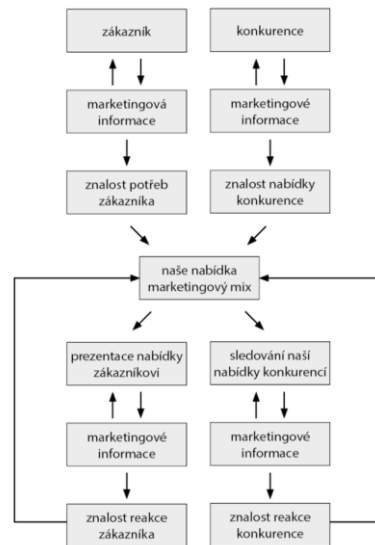 zákazník
konkurence
marketingová
informace
marketingové
informace
znalost potřeb
zákazníka
znalost nabídky
konkurence
naše nabídka
marketingový mix
prezentace nabídky
zákazníkovi
sledování naší
nabídky konkurencí
marketingové
informace
marketingové
informace
znalost reakce
zákazníka
znalost reakce
konkurence